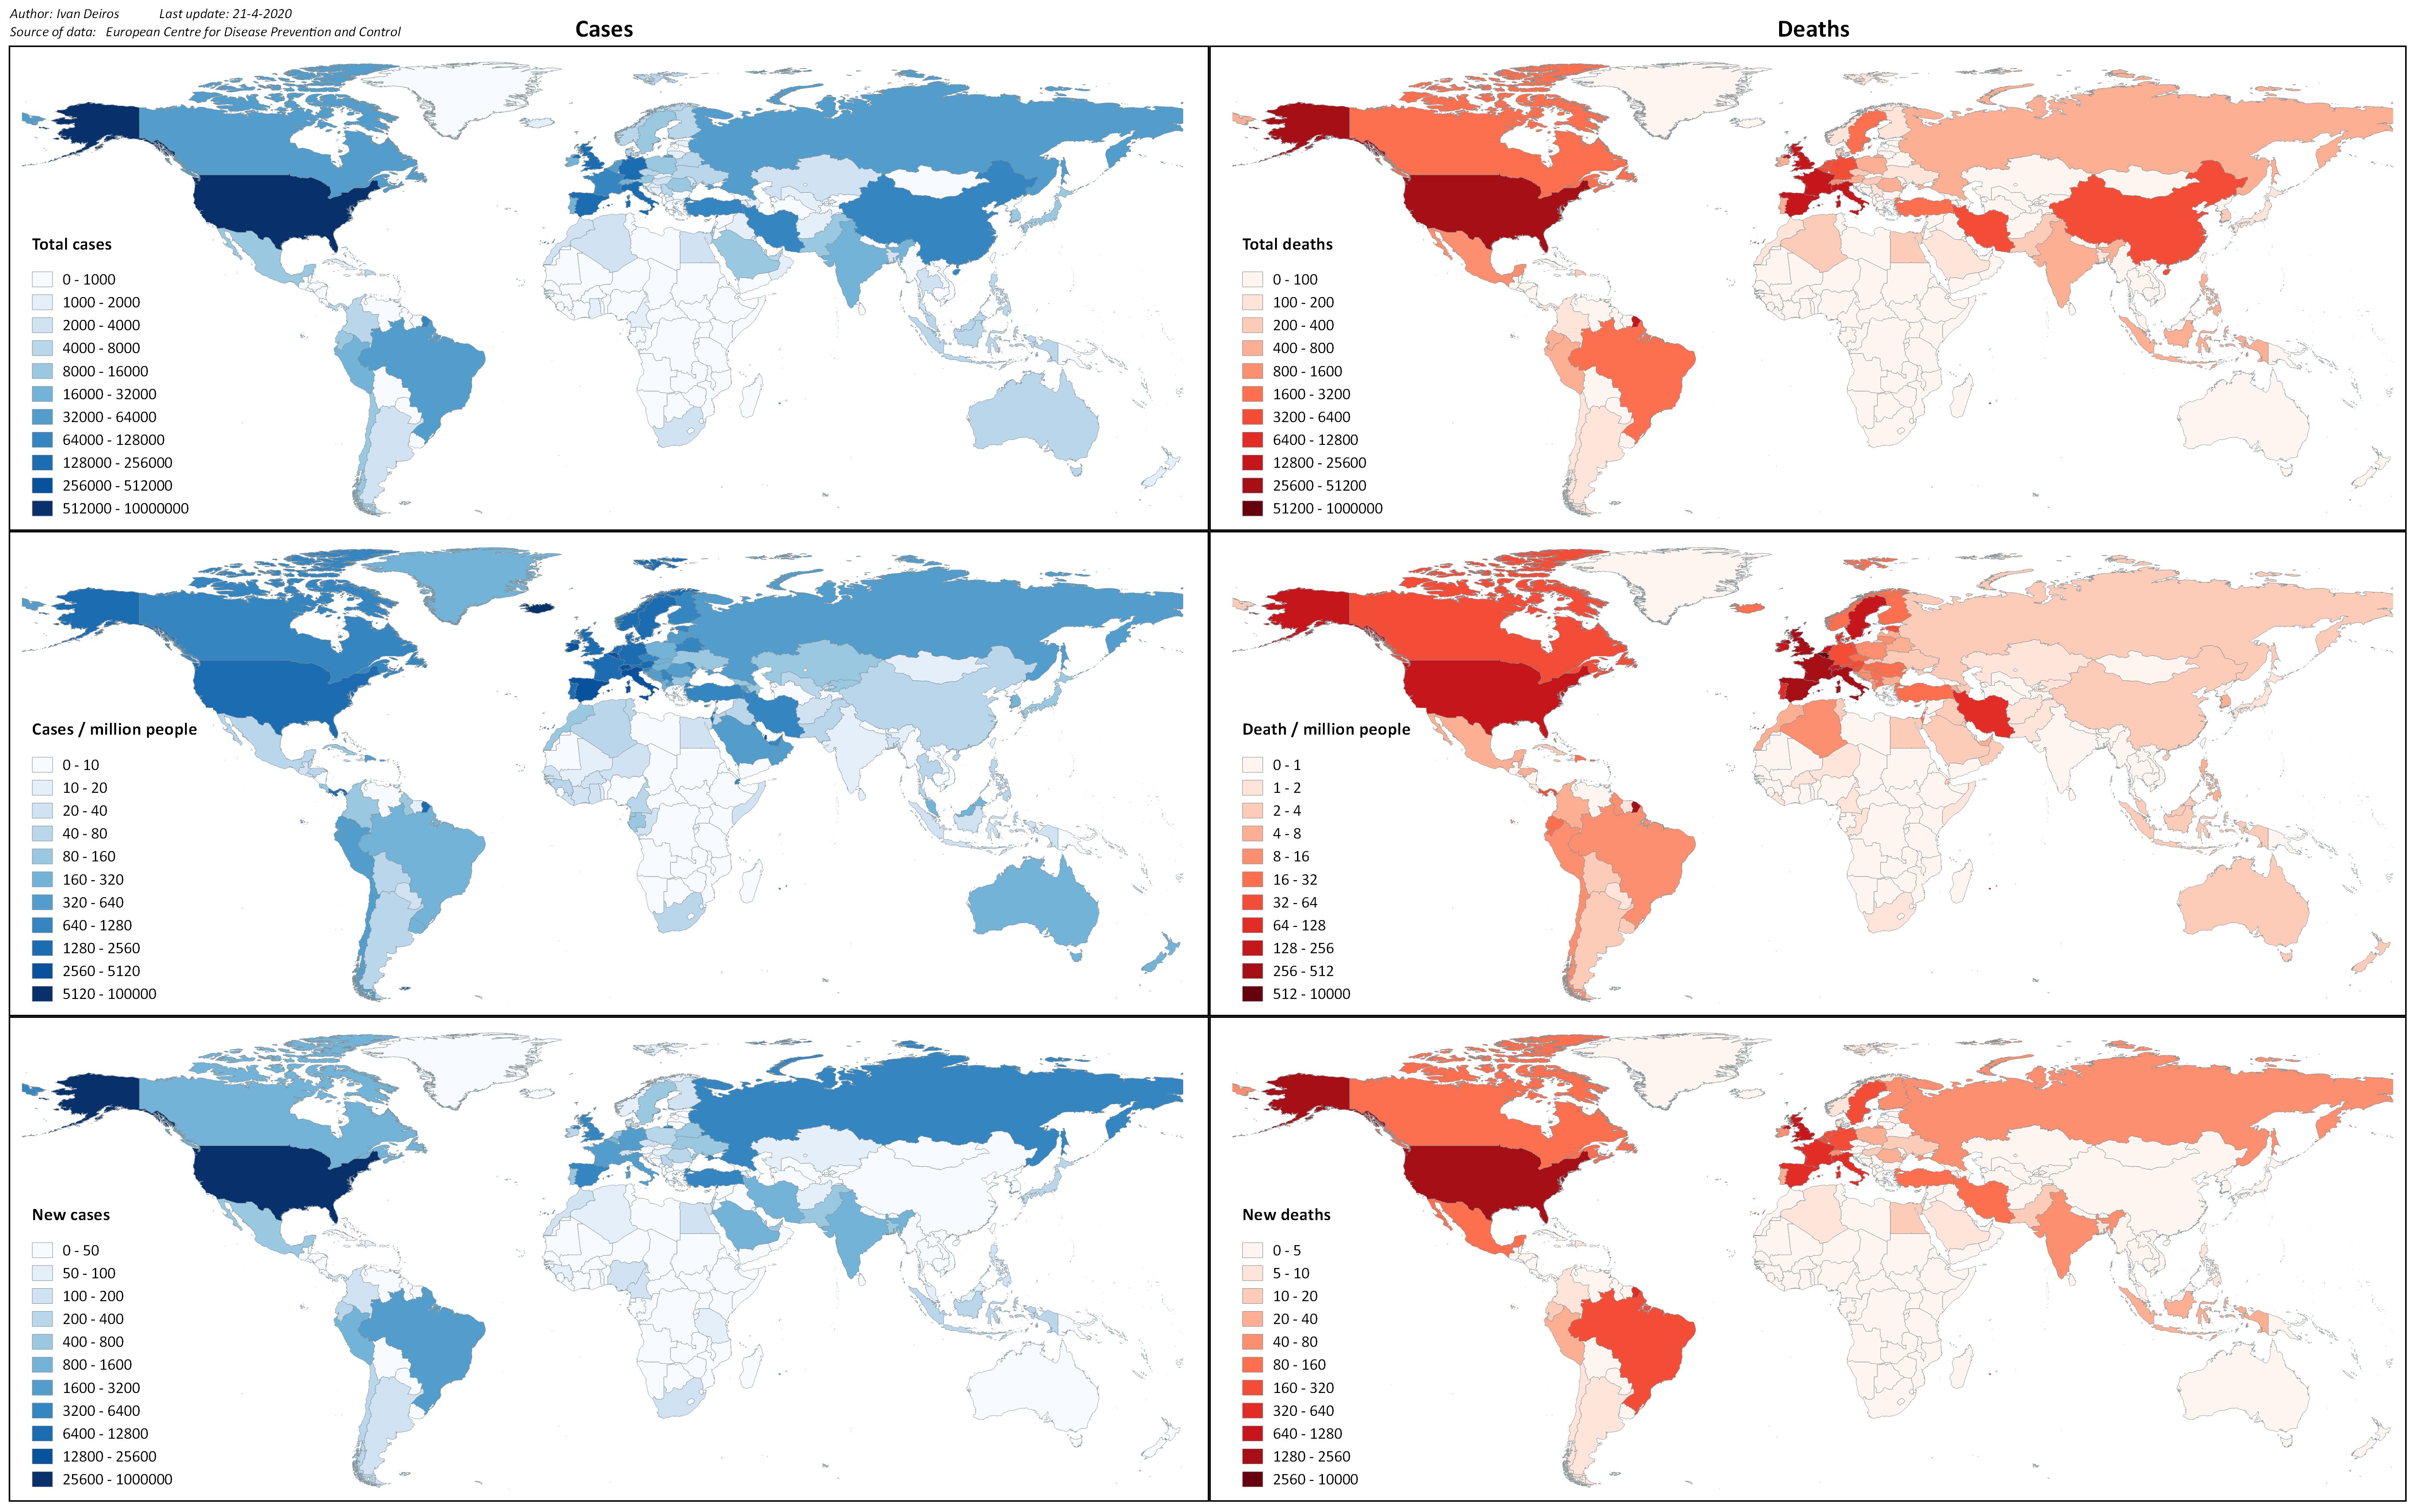 Author: Ivan Deiros Last update: 21-4-2020
Source of data: European Centre for Disease Prevention and Control
Cases
Deaths
Total cases
0 - 1000
1000 - 2000
2000 - 4000
4000 - 8000
8000 - 16000
16000 - 32000
32000 - 64000
64000 - 128000
128000 - 256000
256000 - 512000
512000 - 10000000
Total deaths
0 - 100
100 - 200
200 - 400
400 - 800
800 - 1600
1600 - 3200
3200 - 6400
6400 - 12800
12800 - 25600
25600 - 51200
51200 - 1000000
Cases / million people
0 - 10
10 - 20
20 - 40
40 - 80
80 - 160
160 - 320
320 - 640
640 - 1280
1280 - 2560
2560 - 5120
5120 - 100000
Death / million people
0 - 1
1 - 2
2 - 4
4 - 8
8 - 16
16 - 32
32 - 64
64 - 128
128 - 256
256 - 512
512 - 10000
New cases
0 - 50
50 - 100
100 - 200
200 - 400
400 - 800
800 - 1600
1600 - 3200
3200 - 6400
6400 - 12800
12800 - 25600
25600 - 1000000
New deaths
0 - 5
5 - 10
10 - 20
20 - 40
40 - 80
80 - 160
160 - 320
320 - 640
640 - 1280
1280 - 2560
2560 - 10000